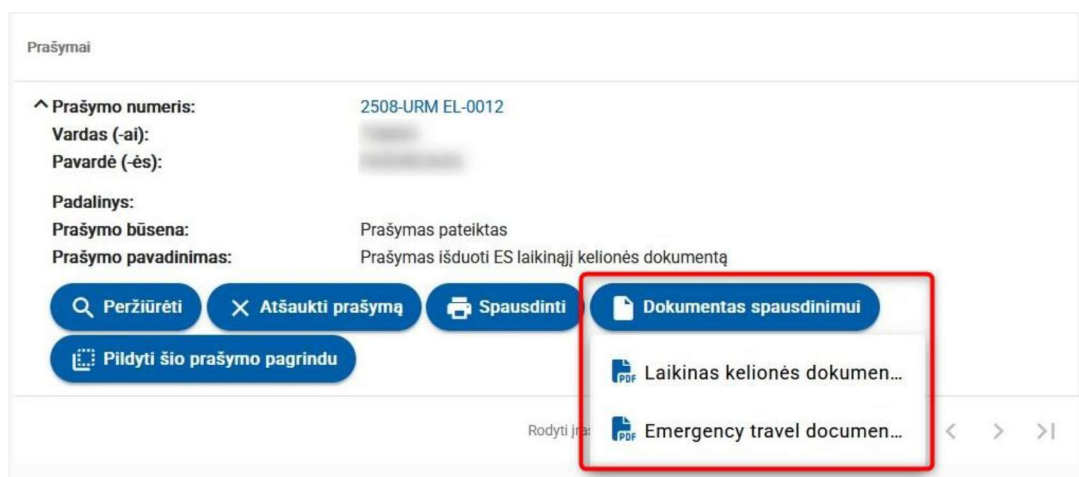 Prašymai
Prašymo numeris: 2508-URM EL-0012
Vardas (-ai):
Pavardė (-ės):
Padalinys:
Prašymo būsena: Prašymas pateiktas
Prašymo pavadinimas: Prašymas išduoti ES laikinąjį kelionės dokumentą
Peržiūrėti Atšaukti prašymą Spausdinti Dokumentas spausdinimui
Pildyti šio prašymo pagrindu
PDF Laikinas kelionės dokumen...
Rodyti
PDF Emergency travel documen...